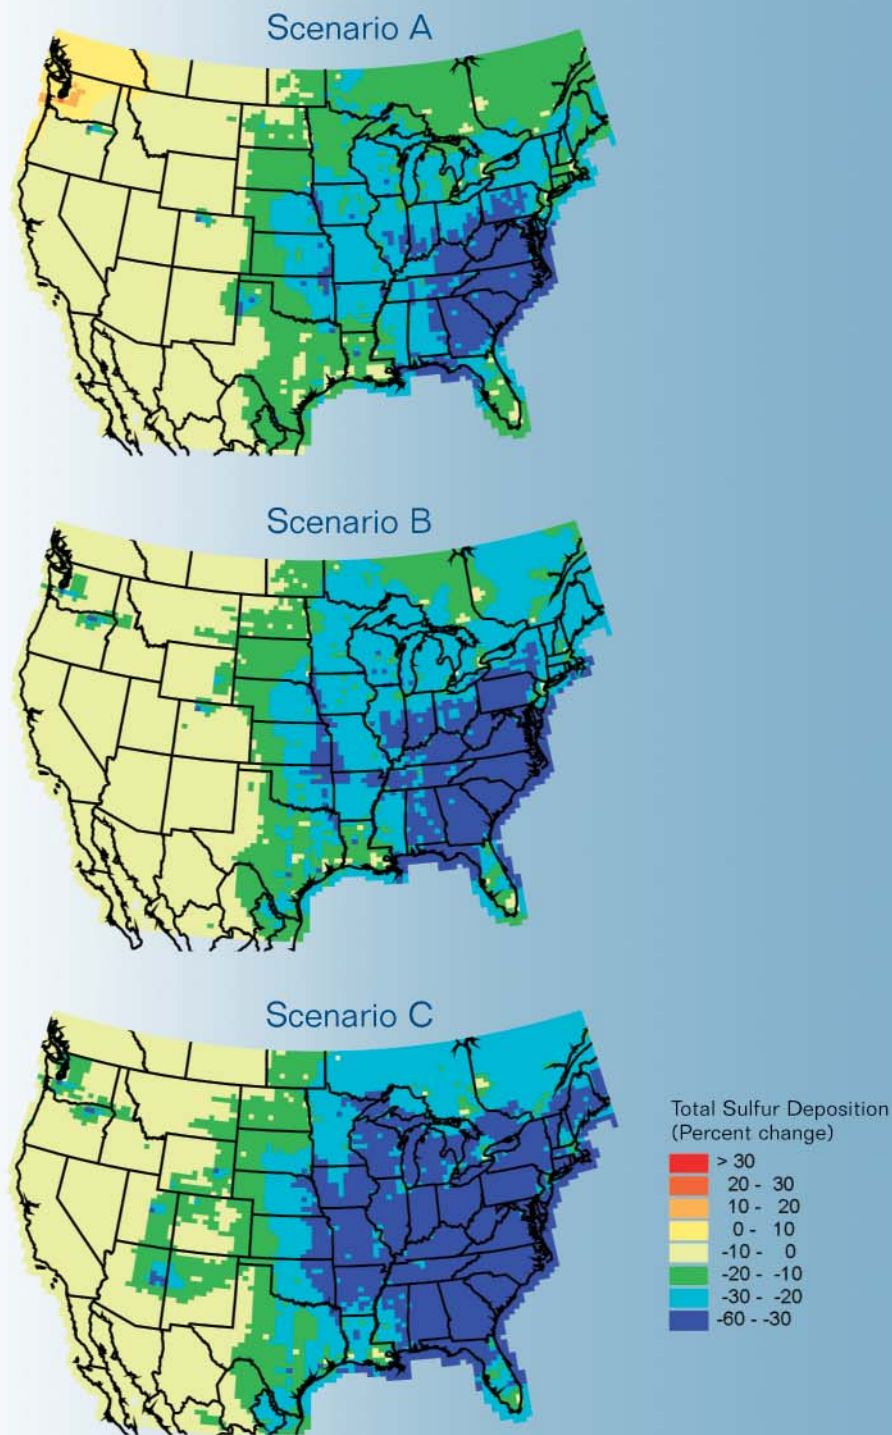 Scenario A
Scenario B
Scenario C
Total Sulfur Deposition
(Percent change)
> 30
20 - 30
10 - 20
0 - 10
-10 - 0
-20 - -10
-30 - -20
-60 - -30